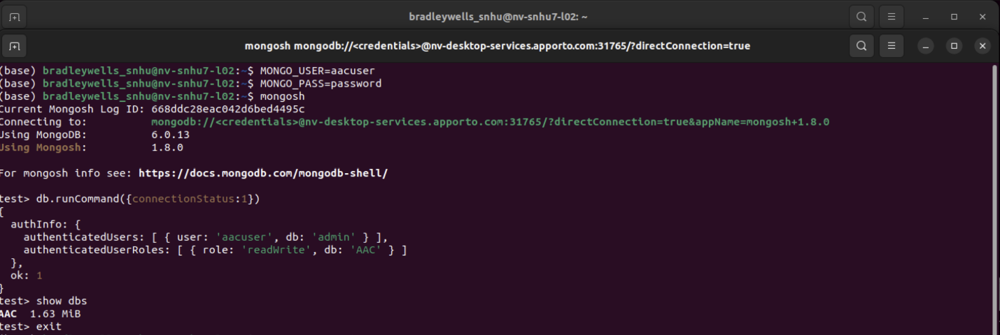 bradleywells_snhu@nv-snhu7-l02: ~
mongosh mongodb://<credentials>@nv-desktop-services.apporto.com:31765/?directConnection=true
(base) bradleywells_snhu@nv-snhu7-l02:~$ MONGO_USER=aacuser
(base) bradleywells_snhu@nv-snhu7-l02:~$ MONGO_PASS=password
(base) bradleywells_snhu@nv-snhu7-l02:~$ mongosh
Current Mongosh Log ID: 668ddc28eac042d6bed4495c
Connecting to: mongodb://<credentials>@nv-desktop-services.apporto.com:31765/?directConnection=true&appName=mongosh+1.8.0
Using MongoDB: 6.0.13
Using Mongosh: 1.8.0
For mongosh info see: https://docs.mongodb.com/mongodb-shell/
test> db.runCommand({connectionStatus:1})
{
authInfo: {
authenticatedUsers: [ { user: 'aacuser', db: 'admin' } ],
authenticatedUserRoles: [ { role: 'readWrite', db: 'AAC' } ]
},
ok: 1
}
test> show dbs
AAC 1.63 MiB
test> exit